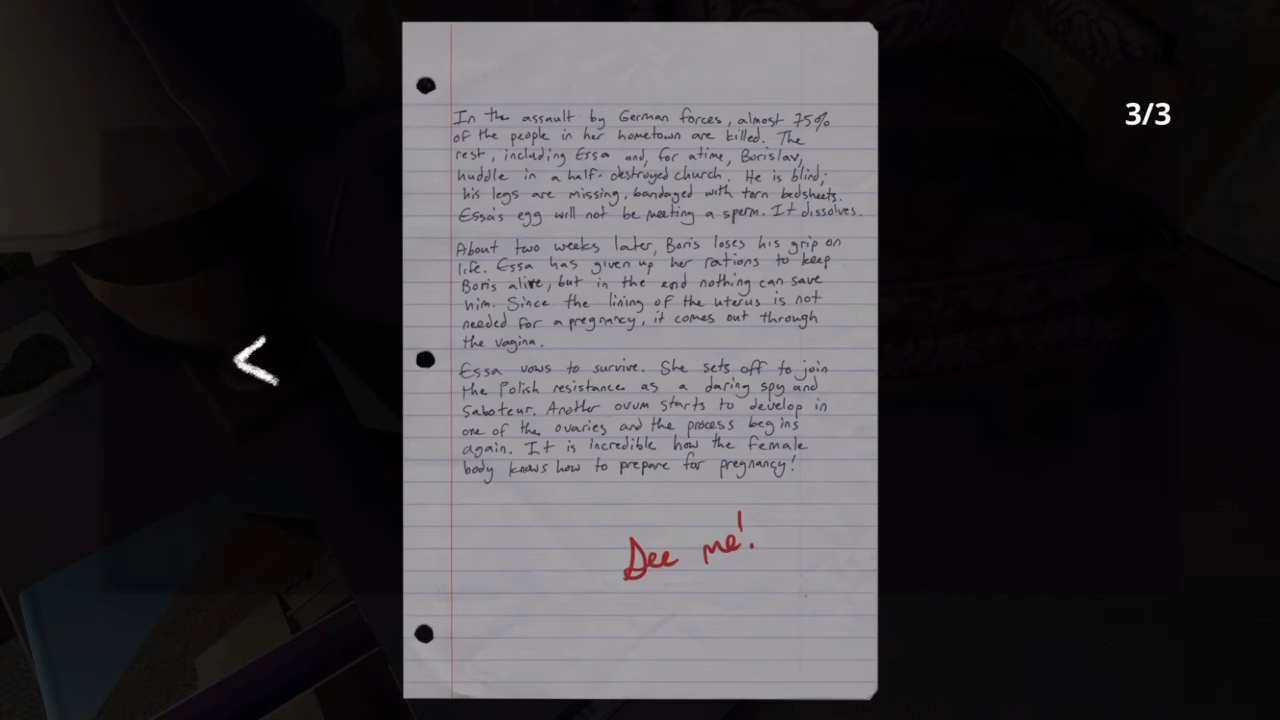 3/3
In the assault by German forces, almost 75%
of the people in her hometown are killed. The
rest, including Essa and, for atime, Borislav,
huddle in a half-destroyed church. He is blind;
his legs are missing, bandaged with torn bedsheets.
Essa's egg will not be meeting a sperm. It dissolves.
About two weeks later, Boris loses his grip on
life. Essa has given up her rations to keep
Boris alive, but in the end nothing can save
him. Since the lining of the uterus is not
needed for a pregnancy, it comes out through
the vagina.
Essa vows to survive. She sets off to join
the Polish resistance as a daring spy and
saboteur. Another ovum starts to develop in
one of the ovaries and the process begins
again. It is incredible how the female
body knows how to prepare for pregnancy!
See me!